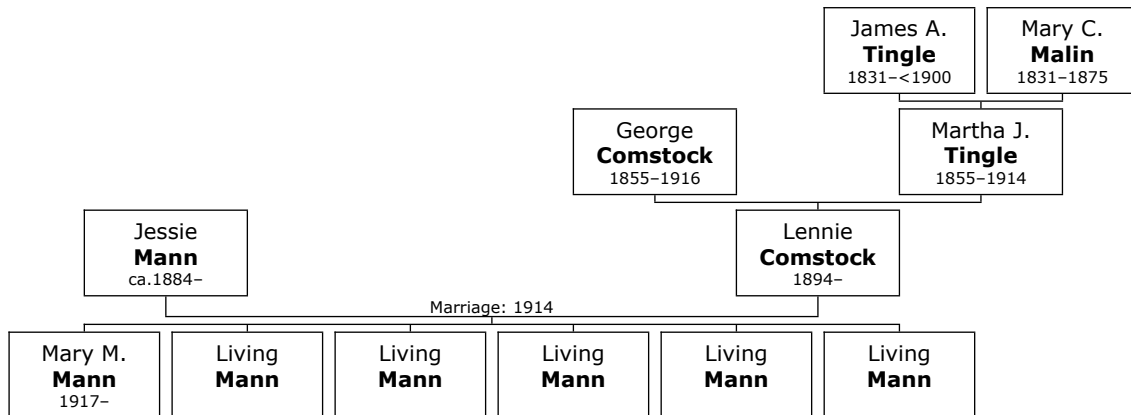 James A.
Tingle
1831–<1900
Mary C.
Malin
1831–1875
George
Comstock
1855–1916
Martha J.
Tingle
1855–1914
Jessie
Mann
ca.1884–
Lennie
Comstock
1894–
Marriage: 1914
Mary M.
Mann
1917–
Living
Mann
Living
Mann
Living
Mann
Living
Mann
Living
Mann